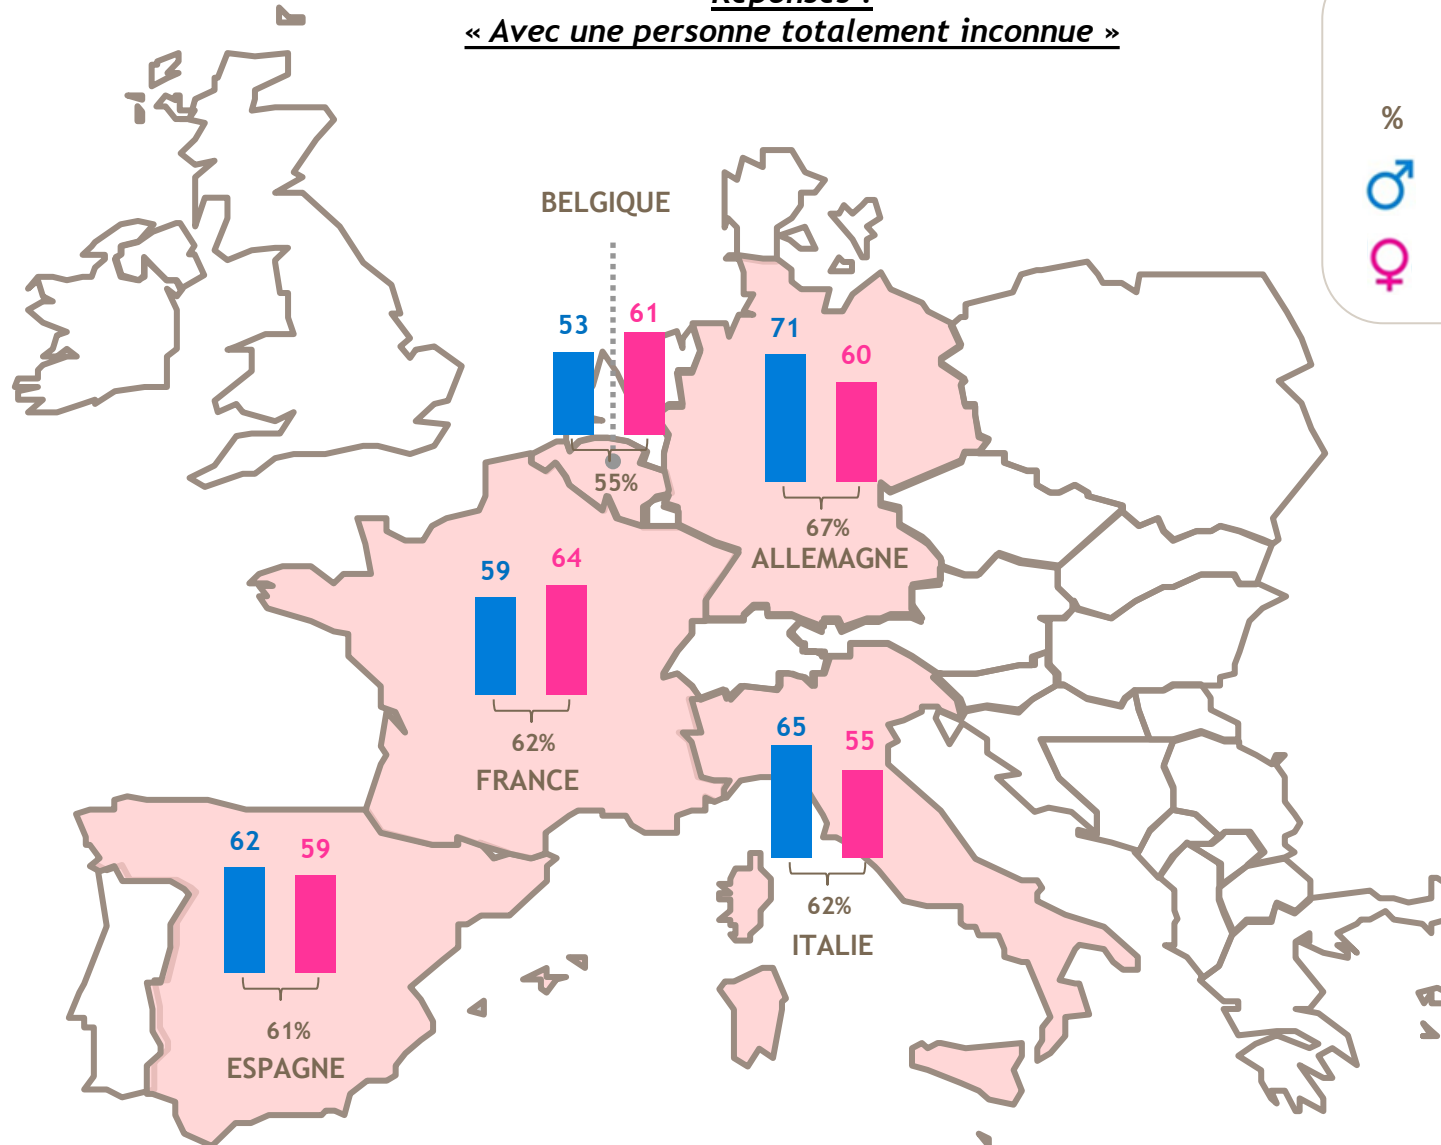 Réponses :
« Avec une personne totalement inconnue »
%
♂
♀
BELGIQUE
53
61
55%
71
60
67%
ALLEMAGNE
59
64
62%
FRANCE
65
55
62%
ITALIE
62
59
61%
ESPAGNE